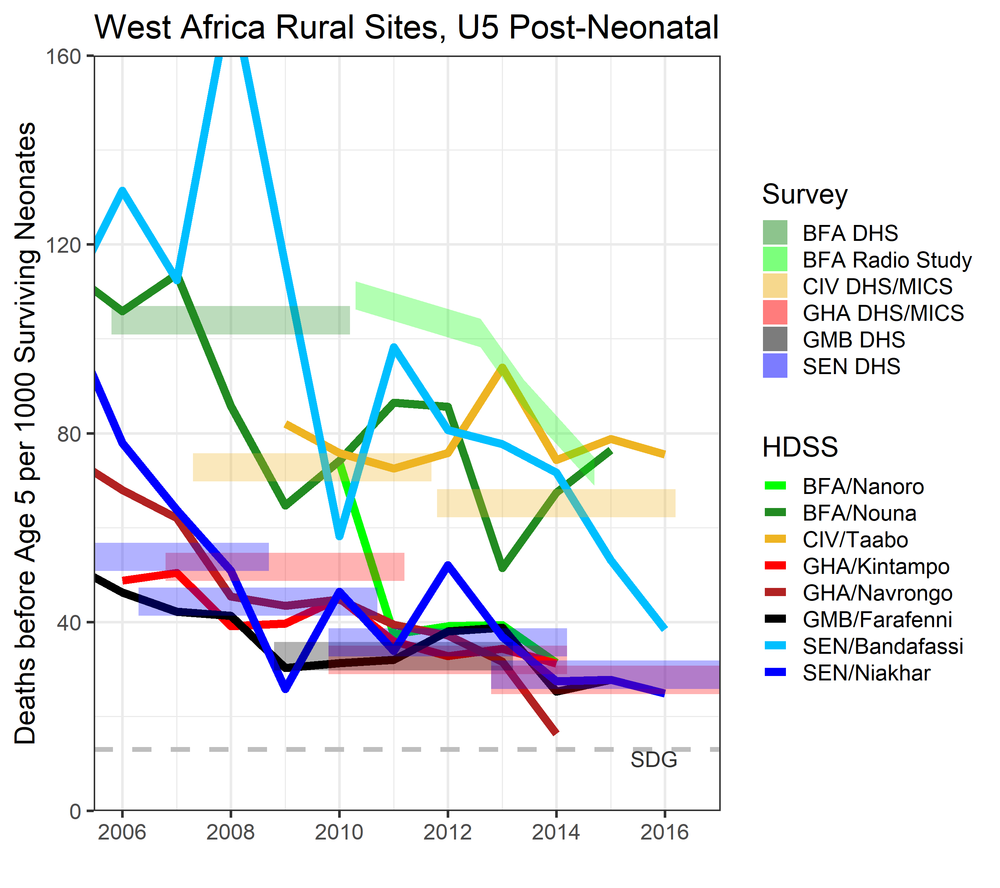 West Africa Rural Sites, U5 Post-Neonatal
Deaths before Age 5 per 1000 Surviving Neonates
160
120
80
40
0
2006
2008
2010
2012
2014
2016
SDG
Survey
BFA DHS
BFA Radio Study
CIV DHS/MICS
GHA DHS/MICS
GMB DHS
SEN DHS
HDSS
BFA/Nanoro
BFA/Nouna
CIV/Taabo
GHA/Kintampo
GHA/Navrongo
GMB/Farafenni
SEN/Bandafassi
SEN/Niakhar